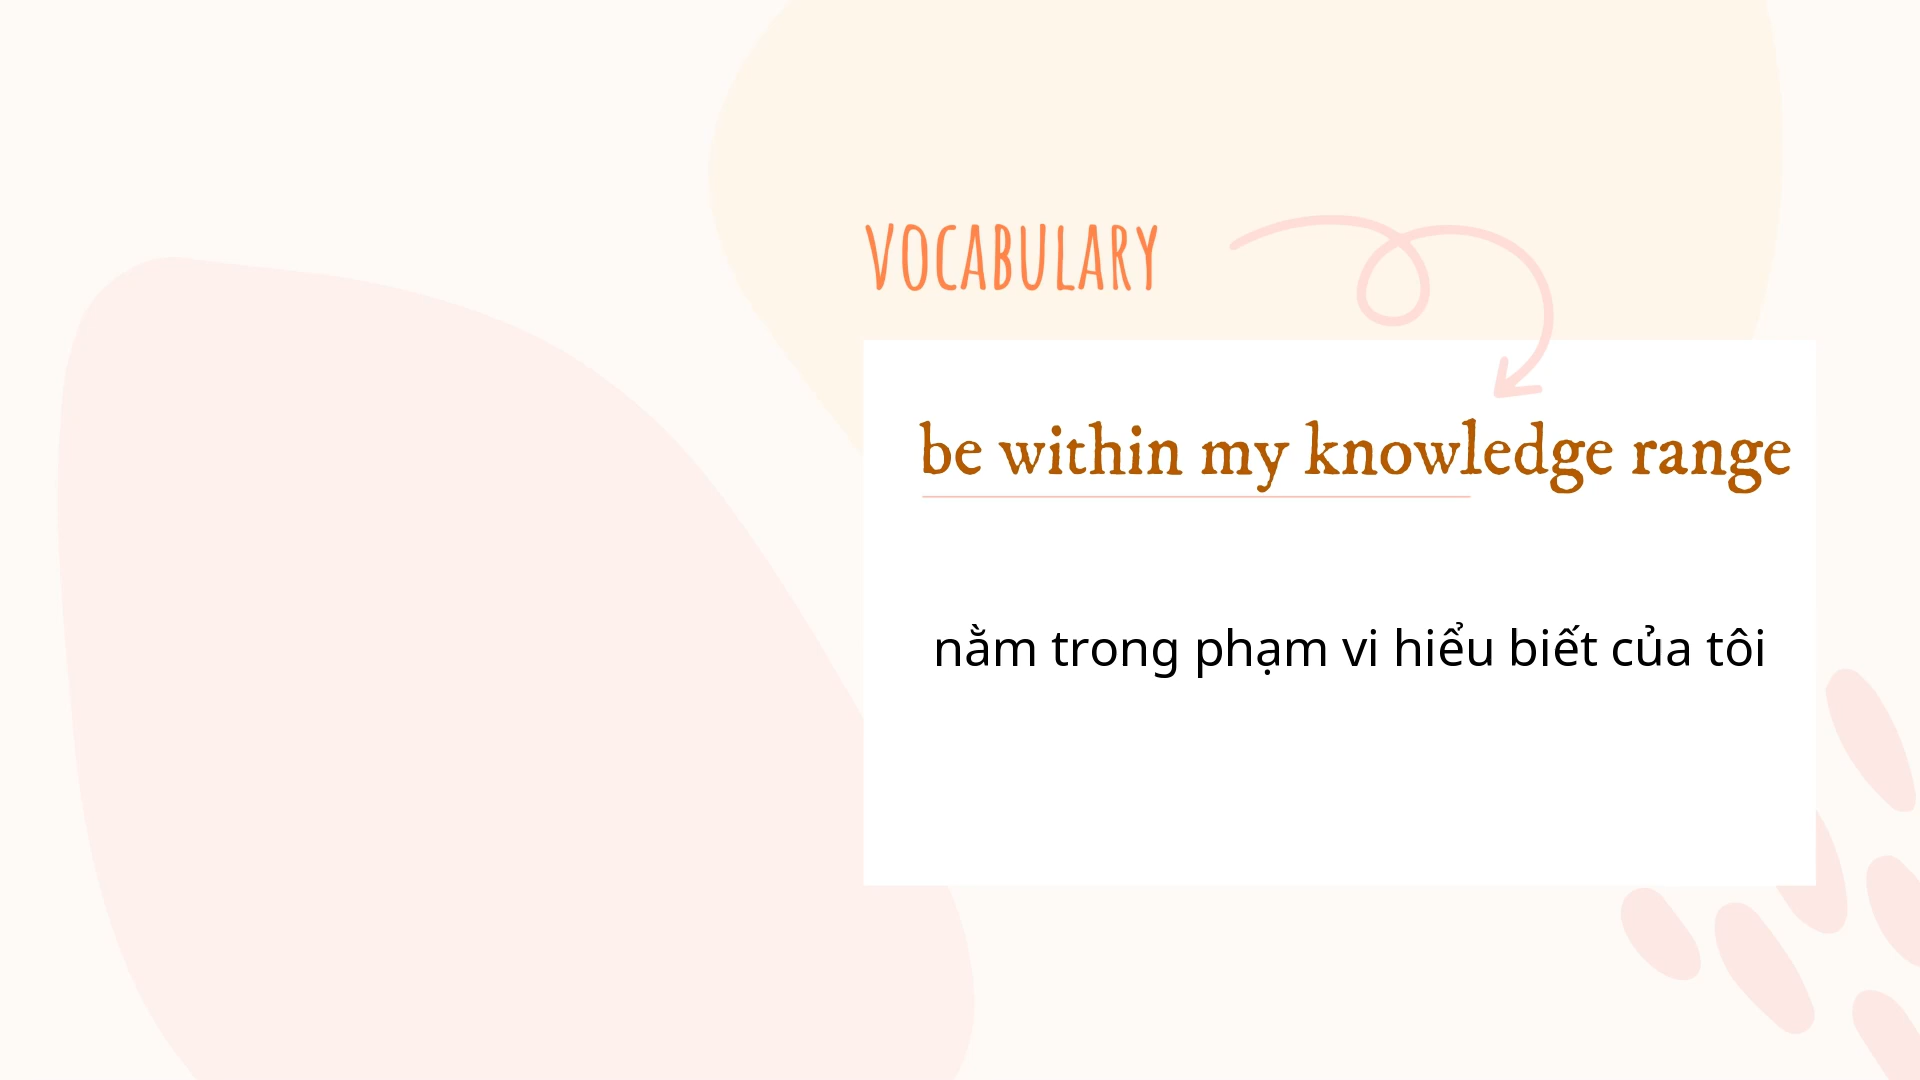 VOCABULARY
be within my knowledge range
nằm trong phạm vi hiểu biết của tôi